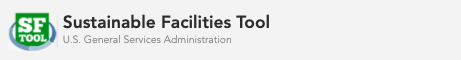 SF
TOOL
Sustainable Facilities Tool
U.S. General Services Administration